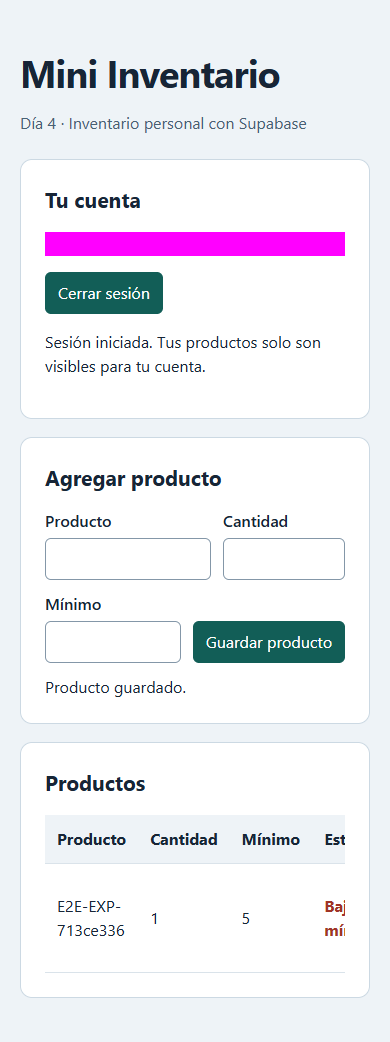 Mini Inventario
Día 4 · Inventario personal con Supabase
Tu cuenta
Cerrar sesión
Sesión iniciada. Tus productos solo son
visibles para tu cuenta.
Agregar producto
Producto Cantidad
Mínimo
Guardar producto
Producto guardado.
Productos
Producto Cantidad Mínimo
E2E-EXP-
713ce336
1 5